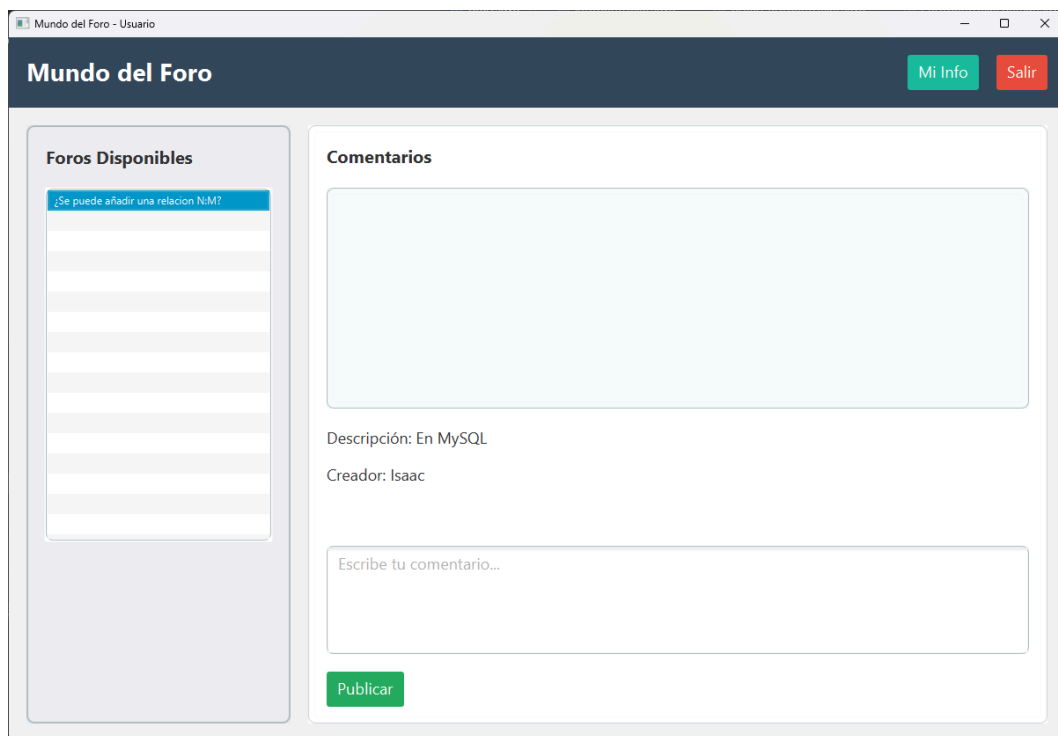 Mundo del Foro - Usuario
Mundo del Foro
Mi Info
Salir
Foros Disponibles
¿Se puede añadir una relacion N:M?
Comentarios
Descripción: En MySQL
Creador: Isaac
Escribe tu comentario...
Publicar